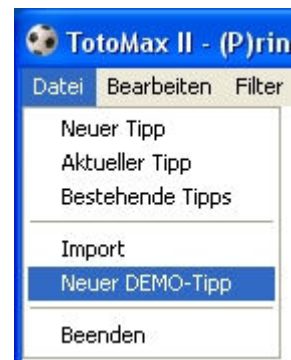 TotoMax II - (P)rin
Datei Bearbeiten Filter
Neuer Tipp
Aktueller Tipp
Bestehende Tipps
Import
Neuer DEMO-Tipp
Beenden